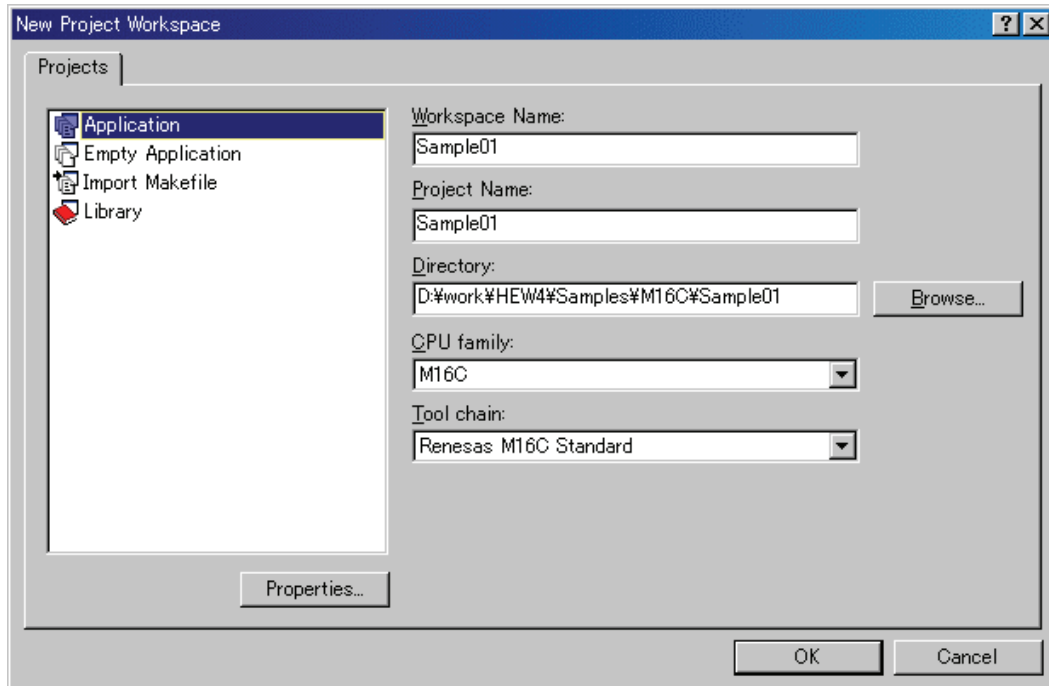 New Project Workspace
Projects
Application
Empty Application
Import Makefile
Library
Properties...
Workspace Name:
Sample01
Project Name:
Sample01
Directory:
D:¥work¥HEW4¥Samples¥M16C¥Sample01
Browse...
CPU family:
M16C
Tool chain:
Renesas M16C Standard
OK
Cancel